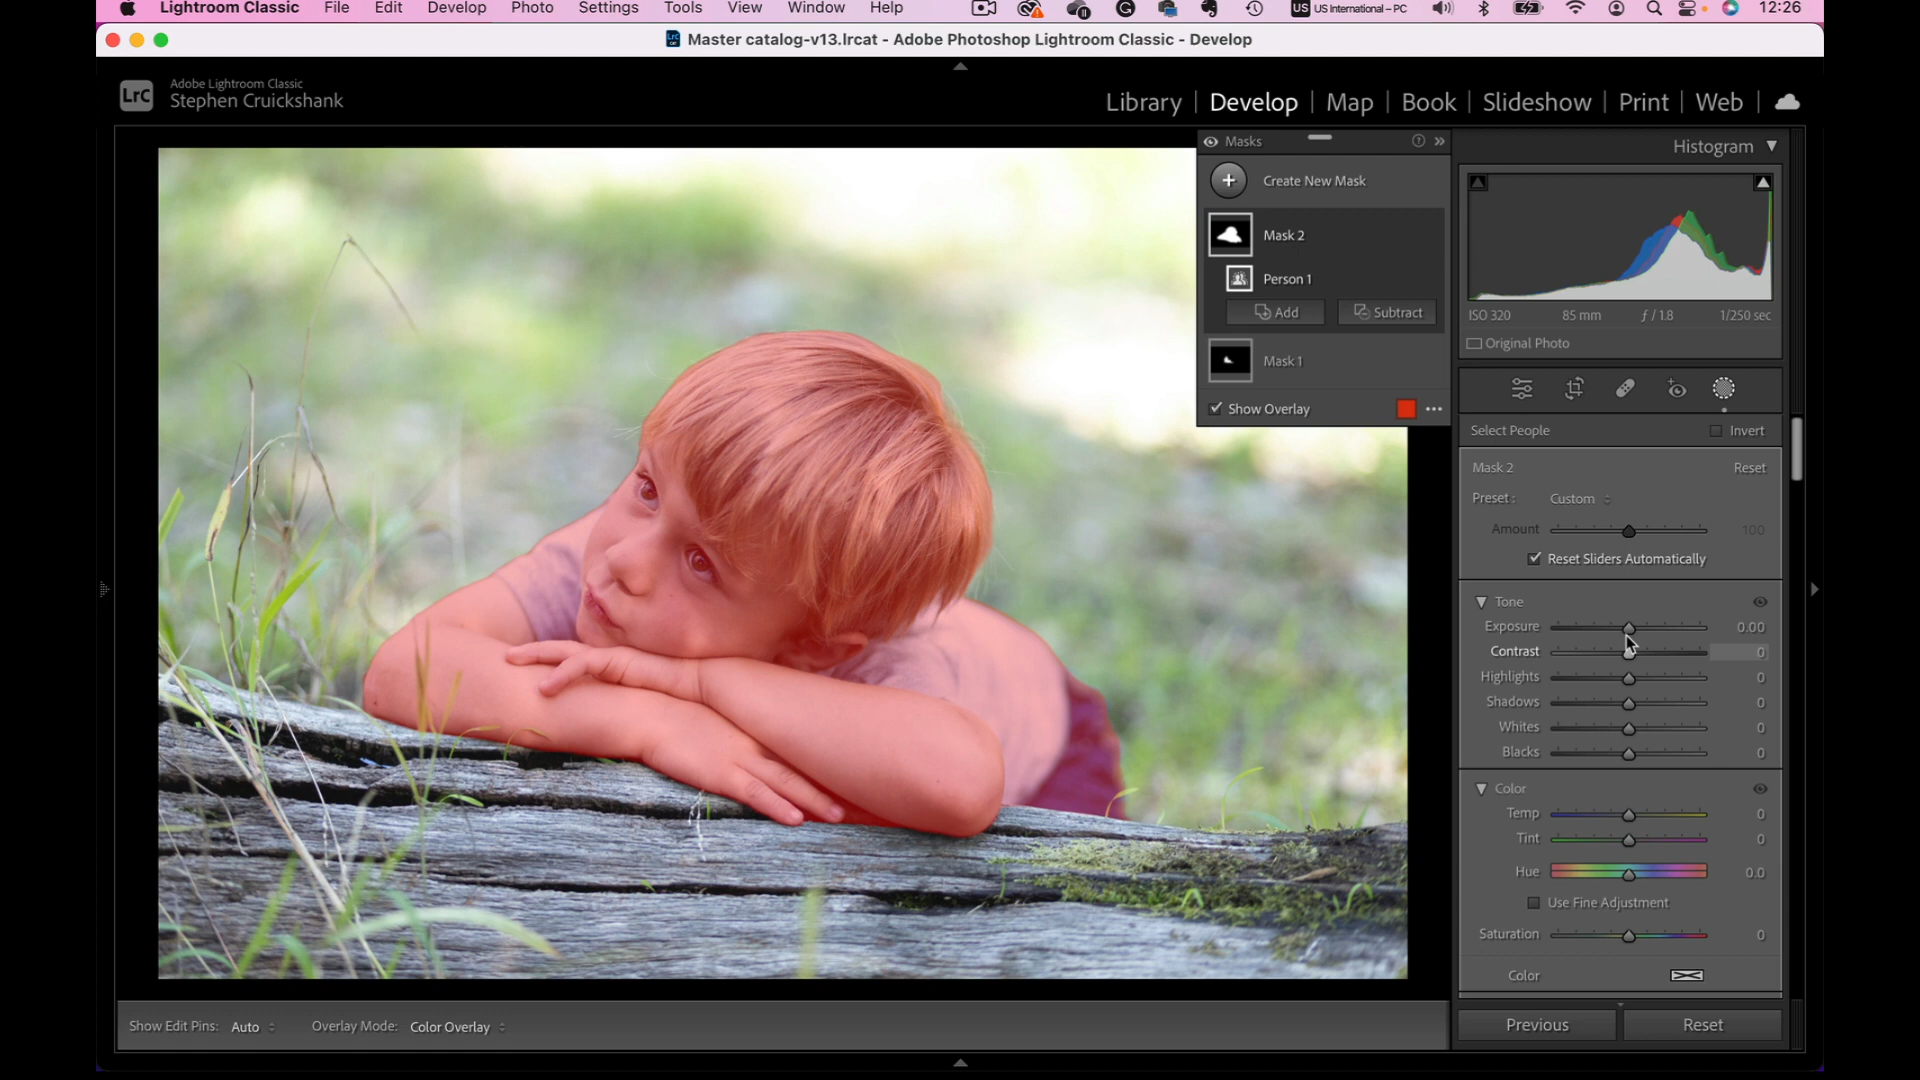 Lightroom Classic File Edit Develop Photo Settings Tools View Window Help US US International – PC 12:26
Master catalog-v13.lrcat - Adobe Photoshop Lightroom Classic - Develop
LrC Adobe Lightroom Classic
Stephen Cruickshank
Library | Develop | Map | Book | Slideshow | Print | Web |
Masks
Create New Mask
Mask 2
Person 1
Add Subtract
Mask 1
Show Overlay
Histogram
ISO 320 85 mm ƒ / 1.8 1/250 sec
Original Photo
Select People Invert
Mask 2 Reset
Preset : Custom
Amount 100
Reset Sliders Automatically
Tone
Exposure 0.00
Contrast 0
Highlights 0
Shadows 0
Whites 0
Blacks 0
Color
Temp 0
Tint 0
Hue 0.0
Use Fine Adjustment
Saturation 0
Color
Show Edit Pins: Auto Overlay Mode: Color Overlay
Previous Reset